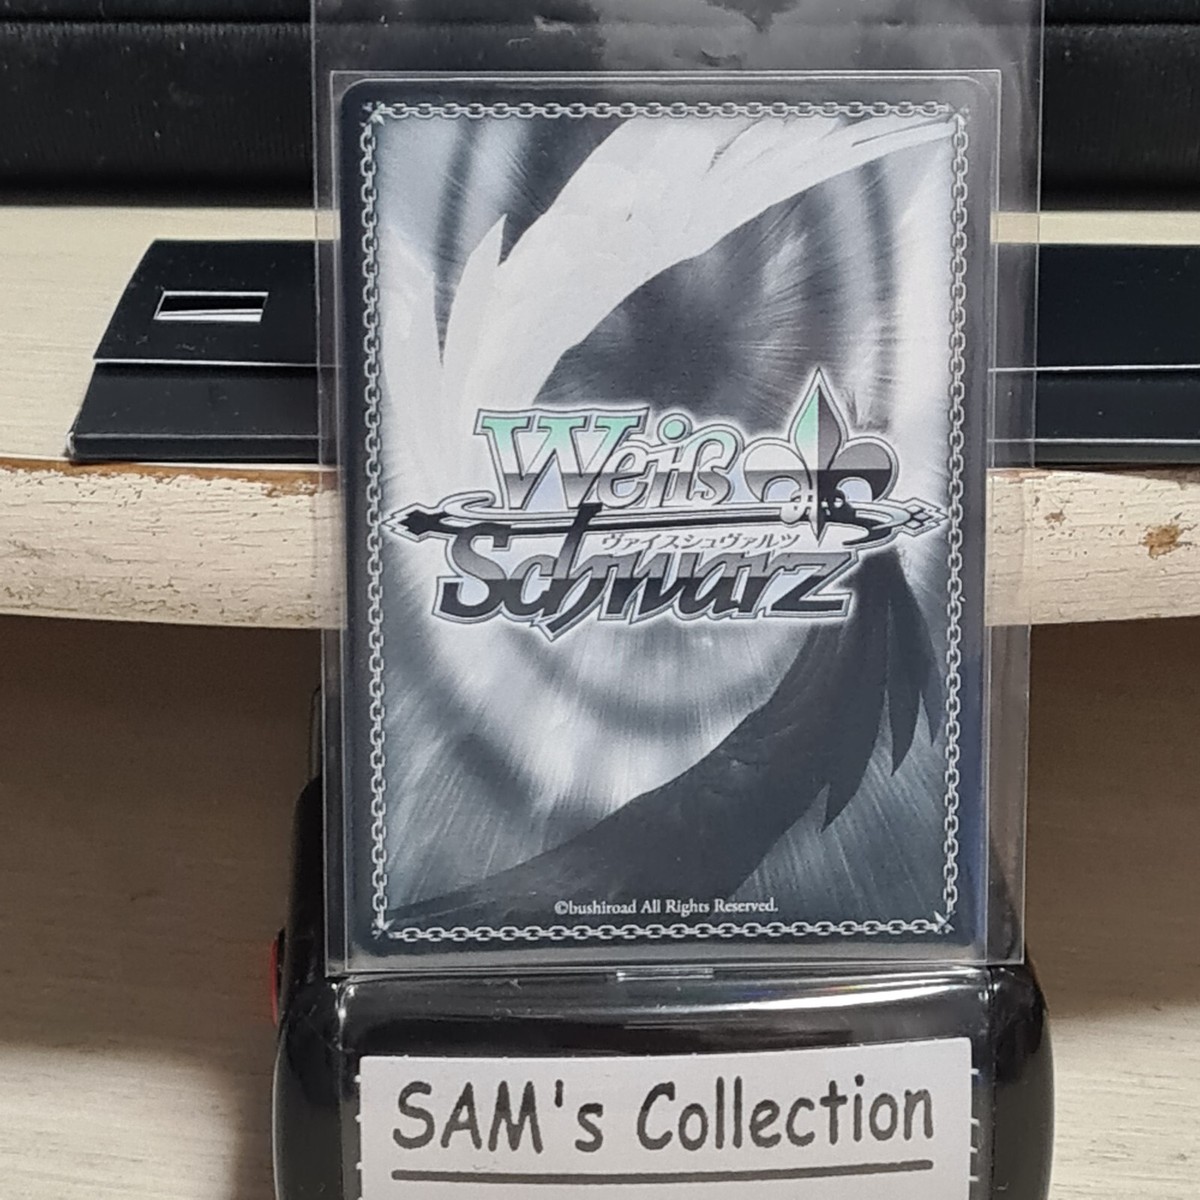 Weiß
ヴァイスシュヴァルツ
Schwarz
©bushiroad All Rights Reserved.
SAM's Collection